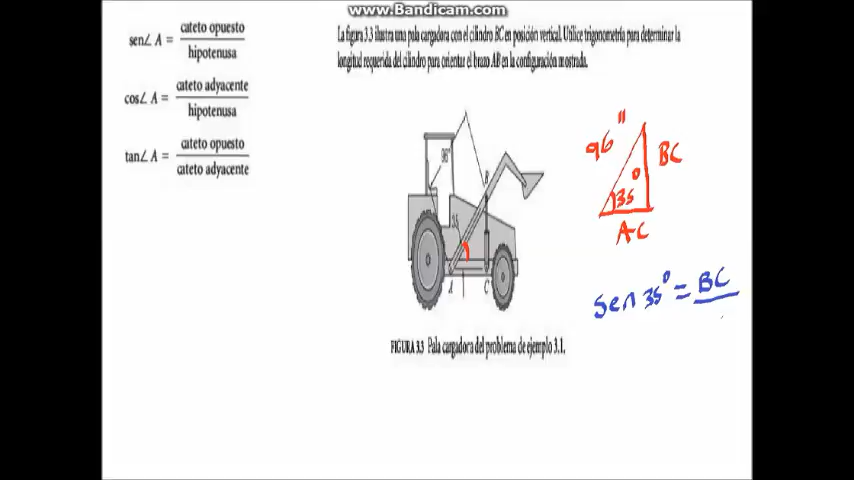 www.Bandicam.com
sen∠ A = cateto opuesto / hipotenusa
cos∠ A = cateto adyacente / hipotenusa
tan∠ A = cateto opuesto / cateto adyacente
La figura 3.3 ilustra una pala cargadora con el cilindro BC en posición vertical. Utilice trigonometría para determinar la
longitud requerida del cilindro para orientar el brazo AB en la configuración mostrada.
96"
B
35
A
C
FIGURA 3.3 Pala cargadora del problema de ejemplo 3.1.
96"
BC
35°
AC
sen 35° = BC